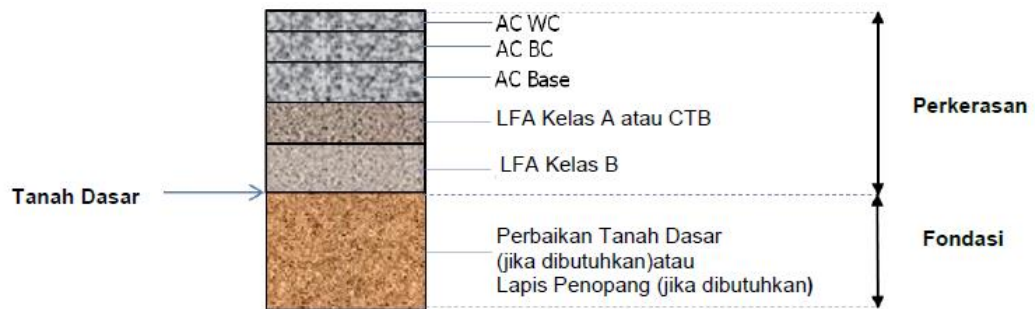 AC WC
AC BC
AC Base
LFA Kelas A atau CTB
LFA Kelas B
Perkerasan
Tanah Dasar
Perbaikan Tanah Dasar
(jika dibutuhkan)atau
Lapis Penopang (jika dibutuhkan)
Fondasi